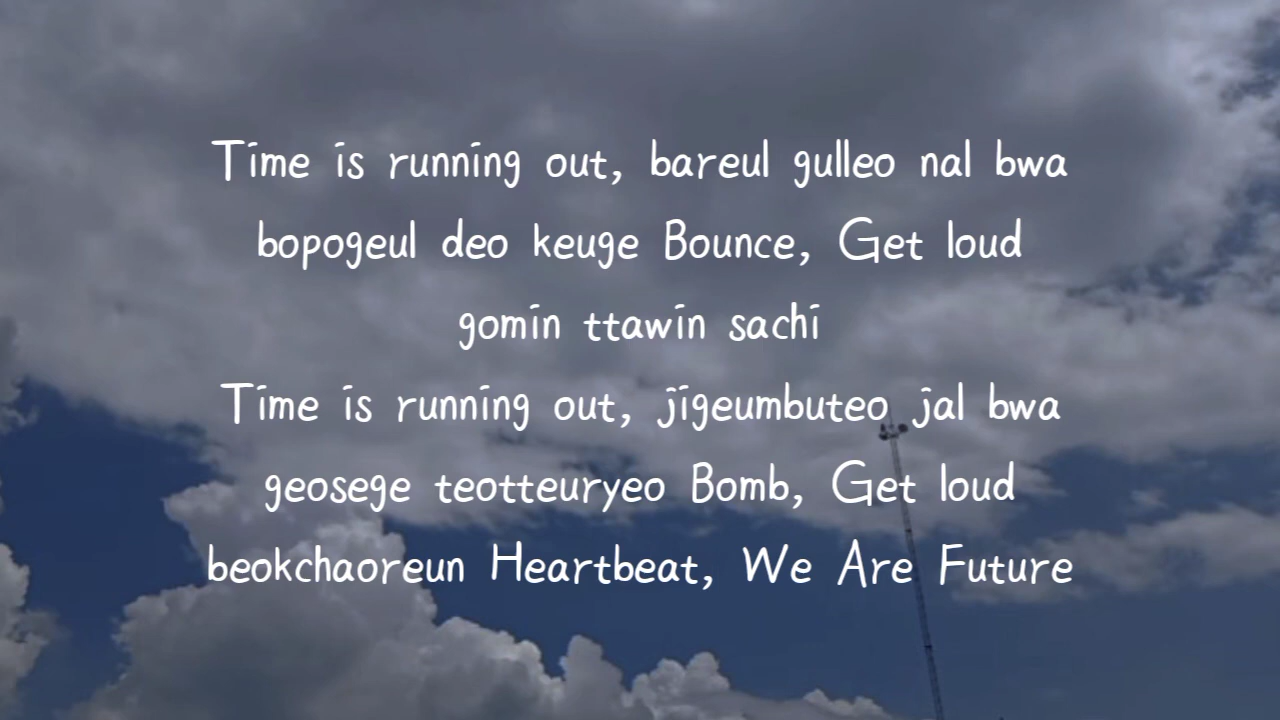 Time is running out, bareul gulleo nal bwa
bopogeul deo keuge Bounce, Get loud
gomin ttawin sachi
Time is running out, jigeumbuteo jal bwa
geosege teotteuryeo Bomb, Get loud
beokchaoreun Heartbeat, We Are Future